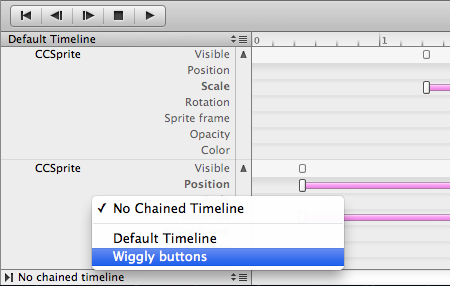 Default Timeline 0 1
CCSprite Visible
Position
Scale
Rotation
Sprite frame
Opacity
Color
CCSprite Visible
Position
✓ No Chained Timeline
Default Timeline
Wiggly buttons
No chained timeline